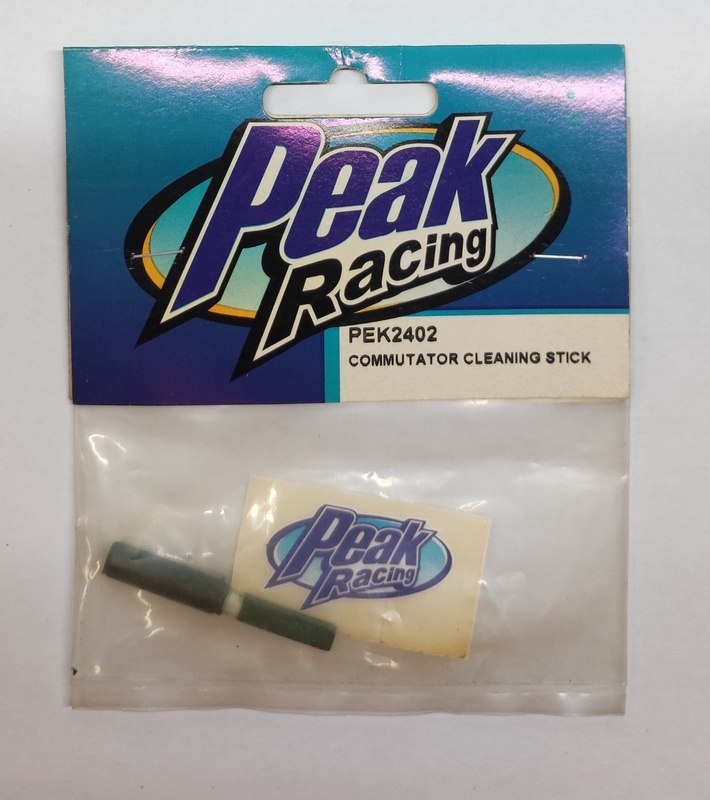 Peak
Racing
PEK2402
COMMUTATOR CLEANING STICK
Peak
Racing